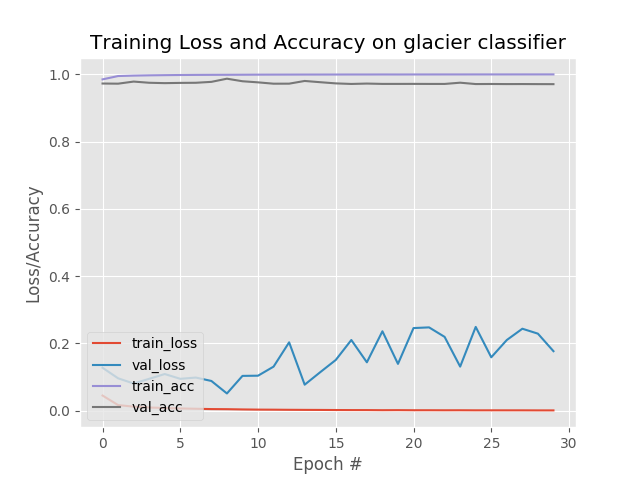 Training Loss and Accuracy on glacier classifier
1.0
0.8
0.6
0.4
0.2
0.0
Loss/Accuracy
train_loss
val_loss
train_acc
val_acc
0 5 10 15 20 25 30
Epoch #